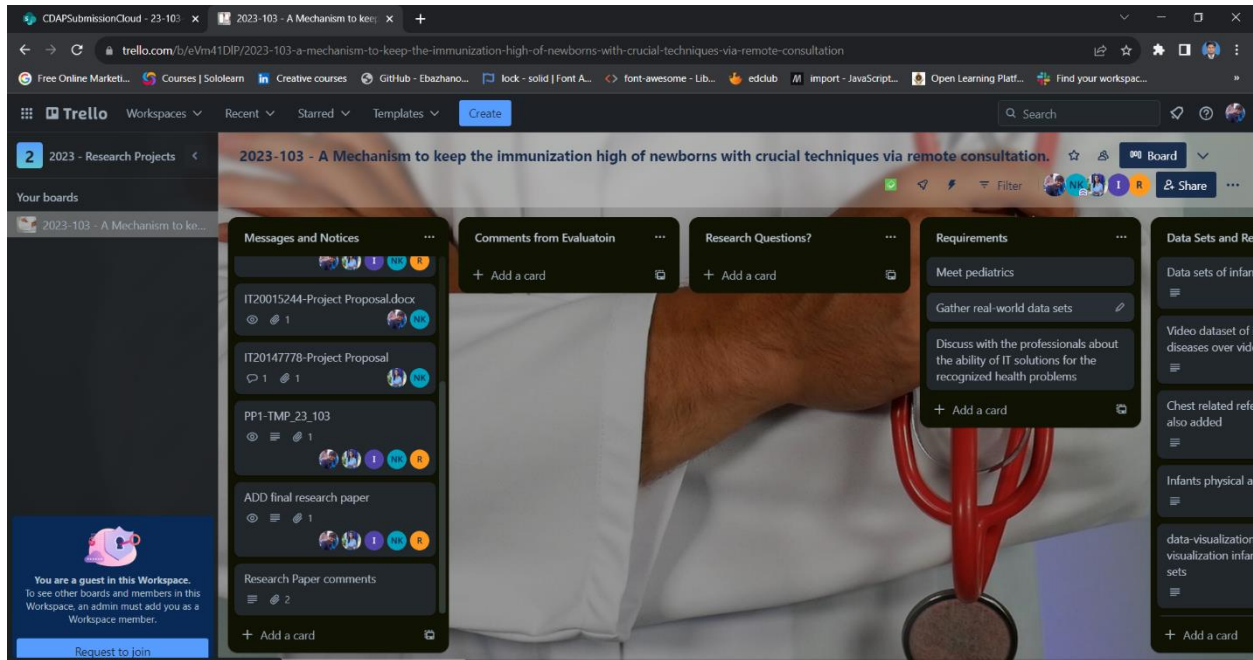 CDAPSubmissionCloud - 23-103-
2023-103 - A Mechanism to keep
trello.com/b/eVm41DlP/2023-103-a-mechanism-to-keep-the-immunization-high-of-newborns-with-crucial-techniques-via-remote-consultation
Free Online Marketi...
Courses | Sololearn
Creative courses
GitHub - Ebazhano...
lock - solid | Font A...
font-awesome - Lib...
edclub
import - JavaScript...
Open Learning Platf...
Find your workspac...
»
Trello
Workspaces
Recent
Starred
Templates
Create
Search
2
2023 - Research Projects
2023-103 - A Mechanism to keep the immunization high of newborns with crucial techniques via remote consultation.
Board
Filter
NK
I
R
Share
Your boards
2023-103 - A Mechanism to ke...
Messages and Notices
I NK R
IT20015244-Project Proposal.docx
1
NK
IT20147778-Project Proposal
1 1
NK
PP1-TMP_23_103
1
I NK R
ADD final research paper
1
I NK R
Research Paper comments
2
+ Add a card
Comments from Evaluatoin
+ Add a card
Research Questions?
+ Add a card
Requirements
Meet pediatrics
Gather real-world data sets
Discuss with the professionals about
the ability of IT solutions for the
recognized health problems
+ Add a card
Data Sets and Re
Data sets of infan
Video dataset of
diseases over vid
Chest related refe
also added
Infants physical a
data-visualization
visualization infan
sets
+ Add a card
You are a guest in this Workspace.
To see other boards and members in this
Workspace, an admin must add you as a
Workspace member.
Request to join